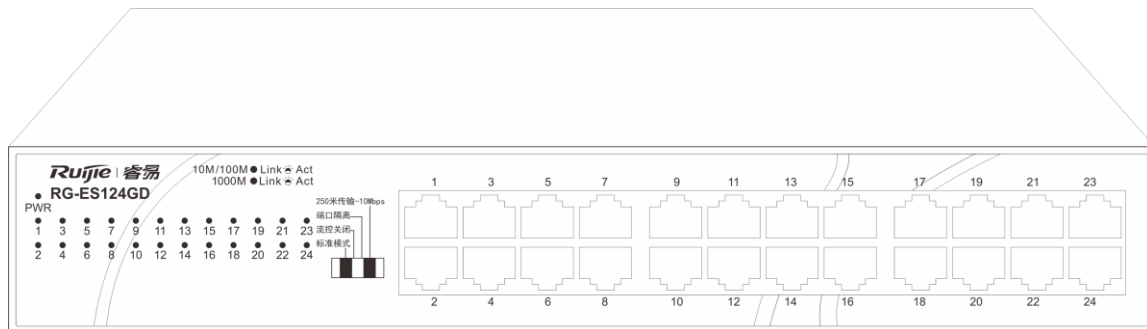 Ruijie | 睿易
10M/100M Link Act
RG-ES124GD
1000M Link Act
PWR
250米传输-10Mbps
端口隔离
流控关闭
标准模式
1 3 5 7 9 11 13 15 17 19 21 23
2 4 6 8 10 12 14 16 18 20 22 24
1 3 5 7 9 11 13 15 17 19 21 23
2 4 6 8 10 12 14 16 18 20 22 24